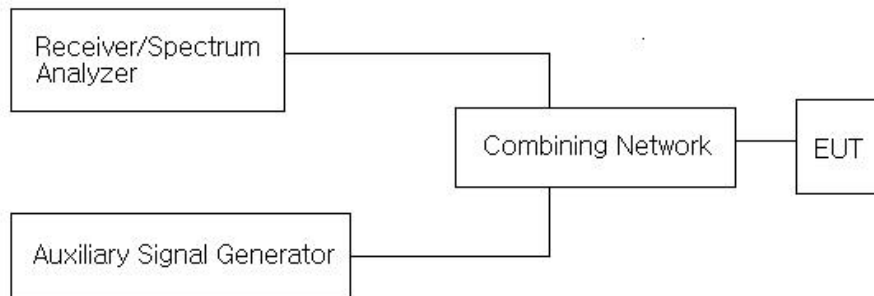 Receiver/Spectrum
Analyzer
Combining Network
EUT
Auxiliary Signal Generator